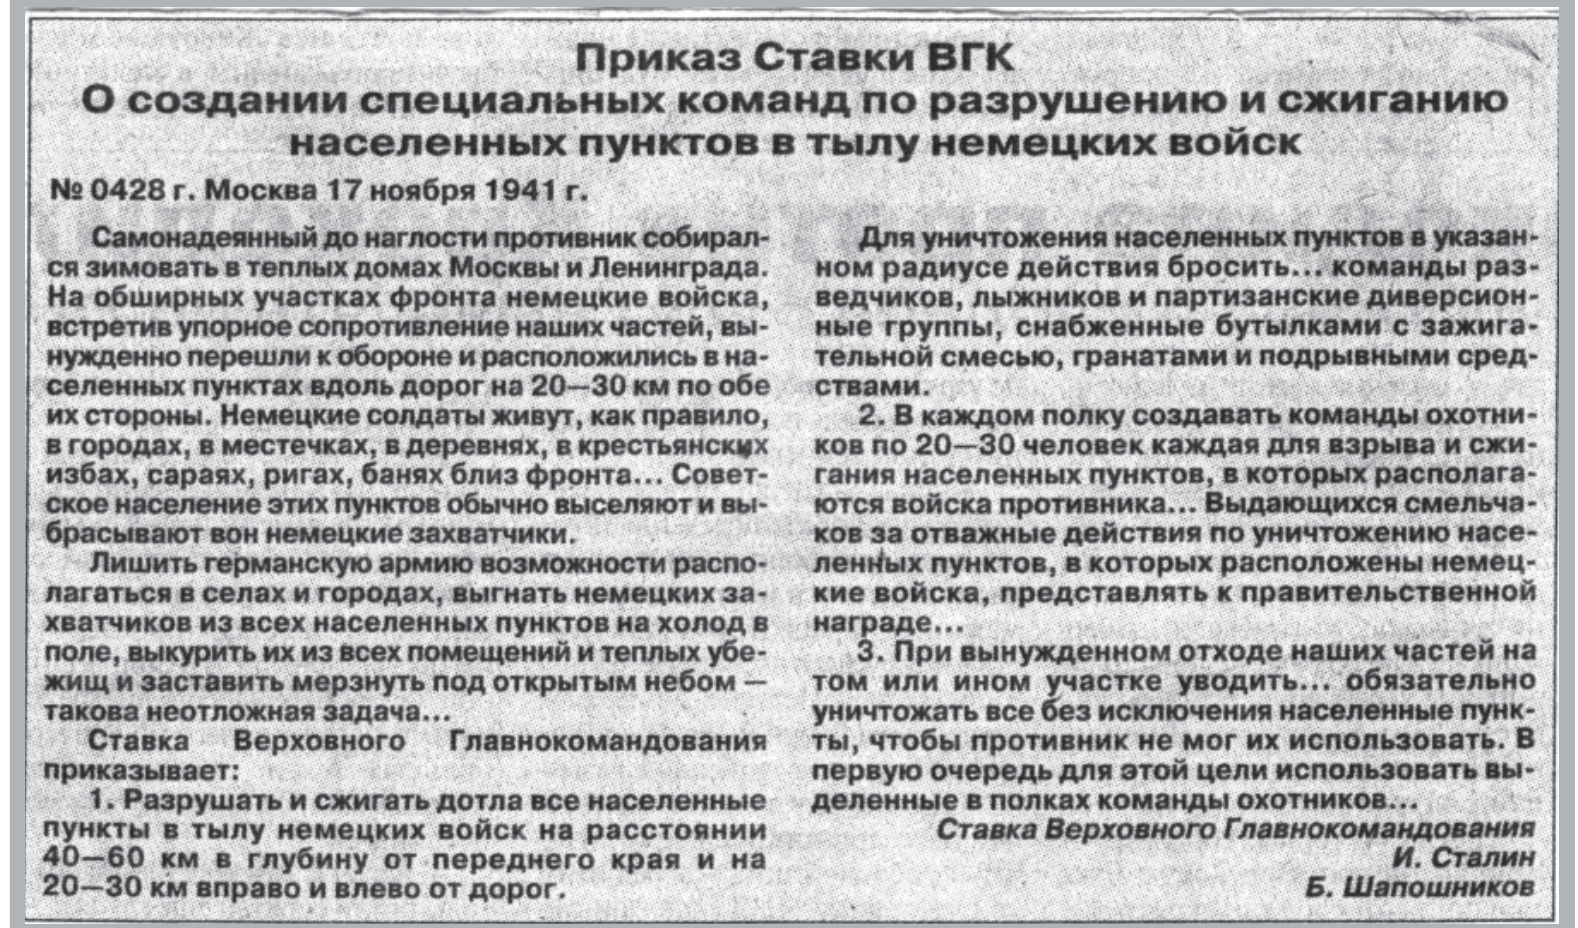 Приказ Ставки ВГК
О создании специальных команд по разрушению и сжиганию
населенных пунктов в тылу немецких войск
№ 0428 г. Москва 17 ноября 1941 г.
Самонадеянный до наглости противник собирал-
ся зимовать в теплых домах Москвы и Ленинграда.
На обширных участках фронта немецкие войска,
встретив упорное сопротивление наших частей, вы-
нужденно перешли к обороне и расположились в на-
селенных пунктах вдоль дорог на 20—30 км по обе
их стороны. Немецкие солдаты живут, как правило,
в городах, в местечках, в деревнях, в крестьянских
избах, сараях, ригах, банях близ фронта... Совет-
ское население этих пунктов обычно выселяют и вы-
брасывают вон немецкие захватчики.
Лишить германскую армию возможности распо-
лагаться в селах и городах, выгнать немецких за-
хватчиков из всех населенных пунктов на холод в
поле, выкурить их из всех помещений и теплых убе-
жищ и заставить мерзнуть под открытым небом —
такова неотложная задача...
Ставка Верховного Главнокомандования
приказывает:
1. Разрушать и сжигать дотла все населенные
пункты в тылу немецких войск на расстоянии
40—60 км в глубину от переднего края и на
20—30 км вправо и влево от дорог.
Для уничтожения населенных пунктов в указан-
ном радиусе действия бросить... команды раз-
ведчиков, лыжников и партизанские диверсион-
ные группы, снабженные бутылками с зажига-
тельной смесью, гранатами и подрывными сред-
ствами.
2. В каждом полку создавать команды охотни-
ков по 20—30 человек каждая для взрыва и сжи-
гания населенных пунктов, в которых располага-
ются войска противника... Выдающихся смельча-
ков за отважные действия по уничтожению насе-
ленных пунктов, в которых расположены немец-
кие войска, представлять к правительственной
награде...
3. При вынужденном отходе наших частей на
том или ином участке уводить... обязательно
уничтожать все без исключения населенные пунк-
ты, чтобы противник не мог их использовать. В
первую очередь для этой цели использовать вы-
деленные в полках команды охотников...
Ставка Верховного Главнокомандования
И. Сталин
Б. Шапошников